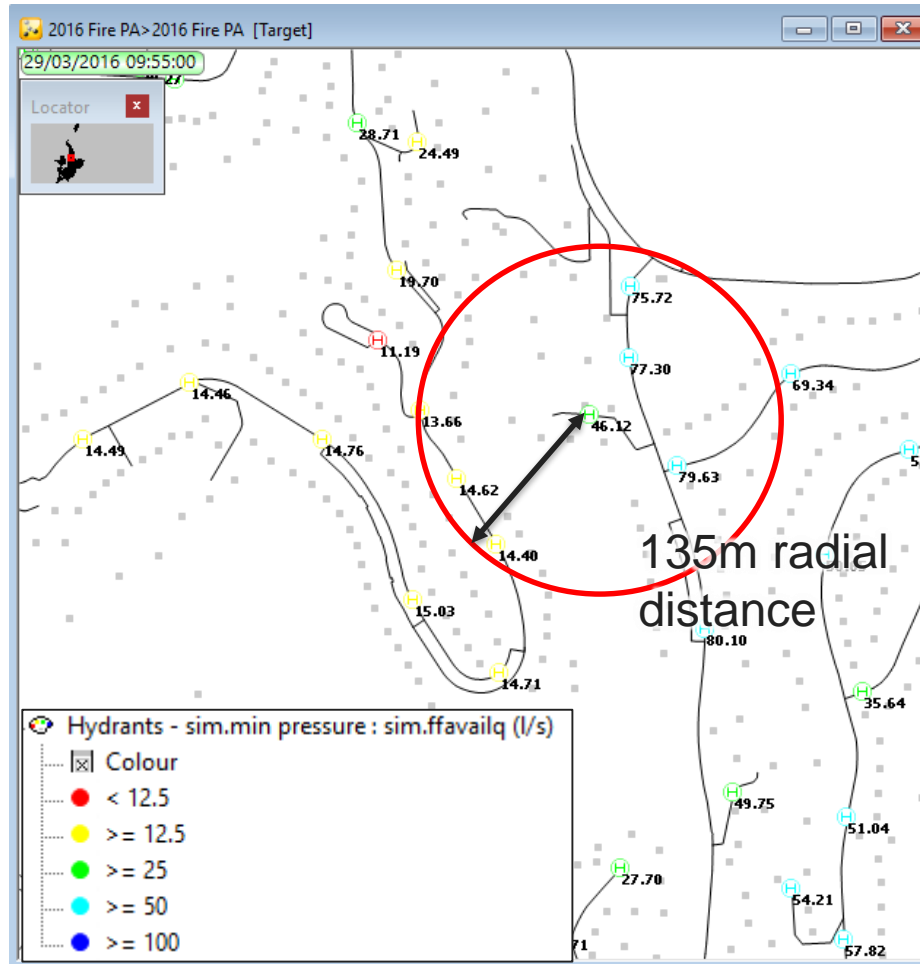 2016 Fire PA>2016 Fire PA [Target]
29/03/2016 09:55:00
Locator
x
H 28.71
H 24.49
H 19.70
H 75.72
H 11.19
H 77.30
H 69.34
H 14.46
H 13.66
H 46.12
H 14.49
H 14.76
H 79.63
H 14.62
H 14.40
135m radial
distance
H 15.03
H 80.10
H 14.71
H 35.64
H 49.75
H 51.04
H 27.70
H 54.21
H 57.82
Hydrants - sim.min pressure : sim.ffavailq (l/s)
Colour
< 12.5
>= 12.5
>= 25
>= 50
>= 100